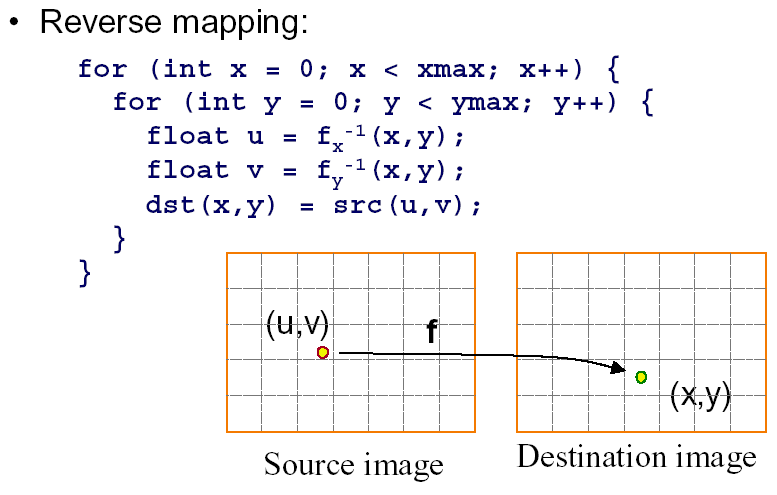 • Reverse mapping:
for (int x = 0; x < xmax; x++) {
for (int y = 0; y < ymax; y++) {
float u = fx⁻¹(x,y);
float v = fy⁻¹(x,y);
dst(x,y) = src(u,v);
}
}
(u,v)
f
(x,y)
Source image
Destination image